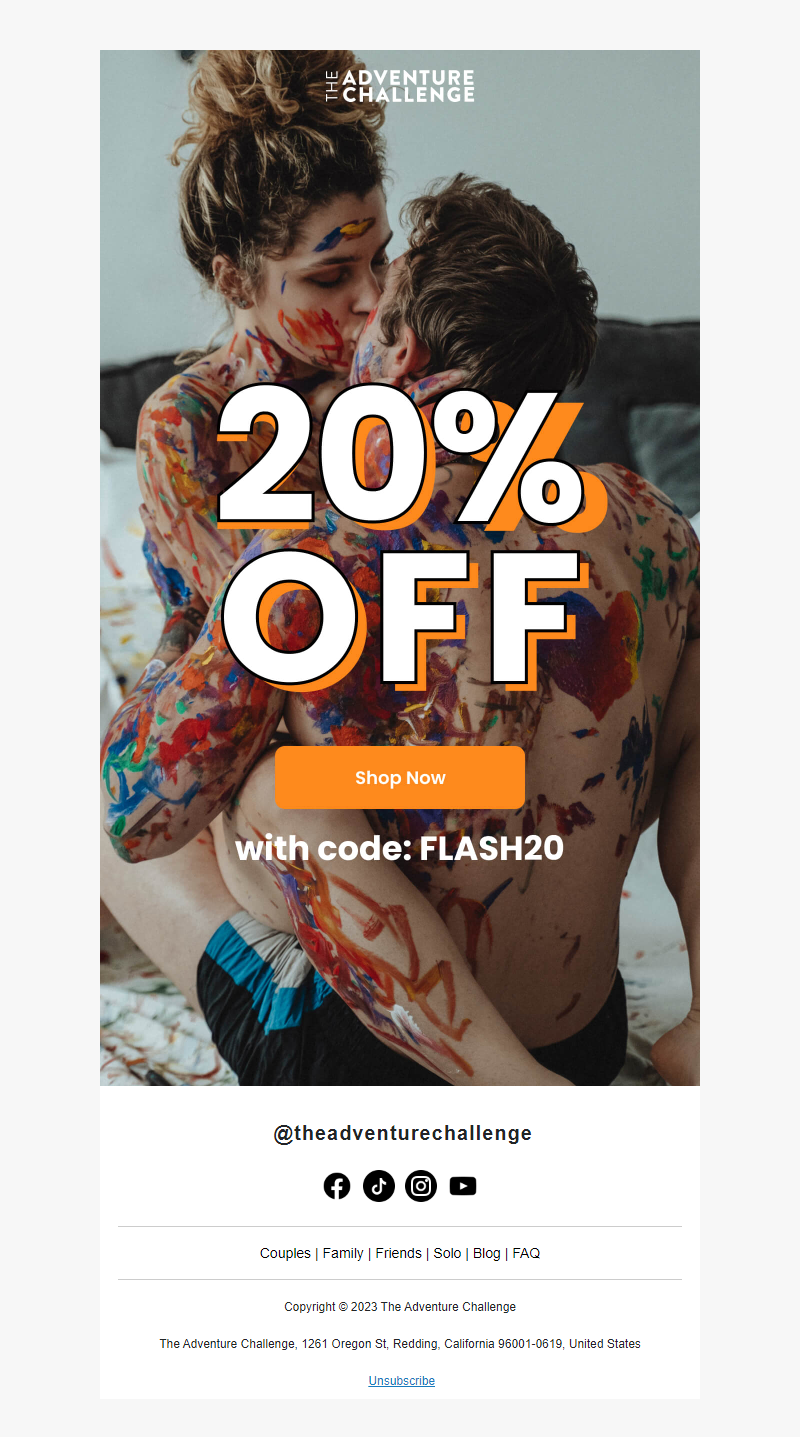 THE ADVENTURE
CHALLENGE
20%
OFF
Shop Now
with code: FLASH20
@theadventurechallenge
Couples | Family | Friends | Solo | Blog | FAQ
Copyright © 2023 The Adventure Challenge
The Adventure Challenge, 1261 Oregon St, Redding, California 96001-0619, United States
Unsubscribe